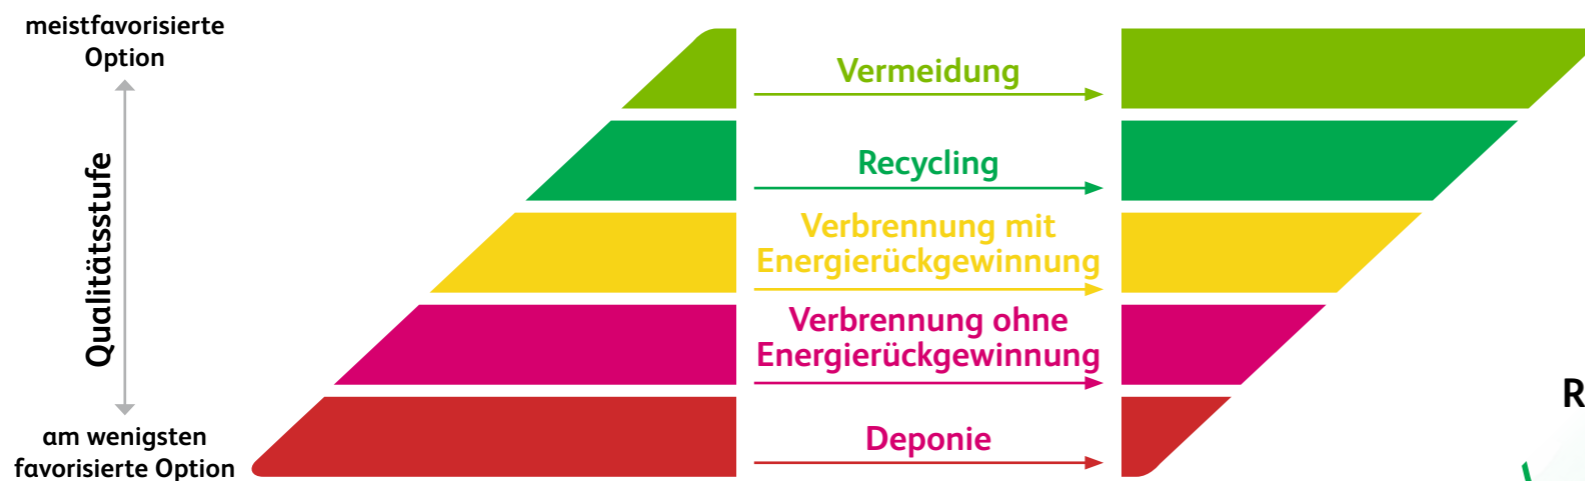 meistfavorisierte
Option
Qualitätsstufe
am wenigsten
favorisierte Option
Vermeidung
Recycling
Verbrennung mit
Energierückgewinnung
Verbrennung ohne
Energierückgewinnung
Deponie
R